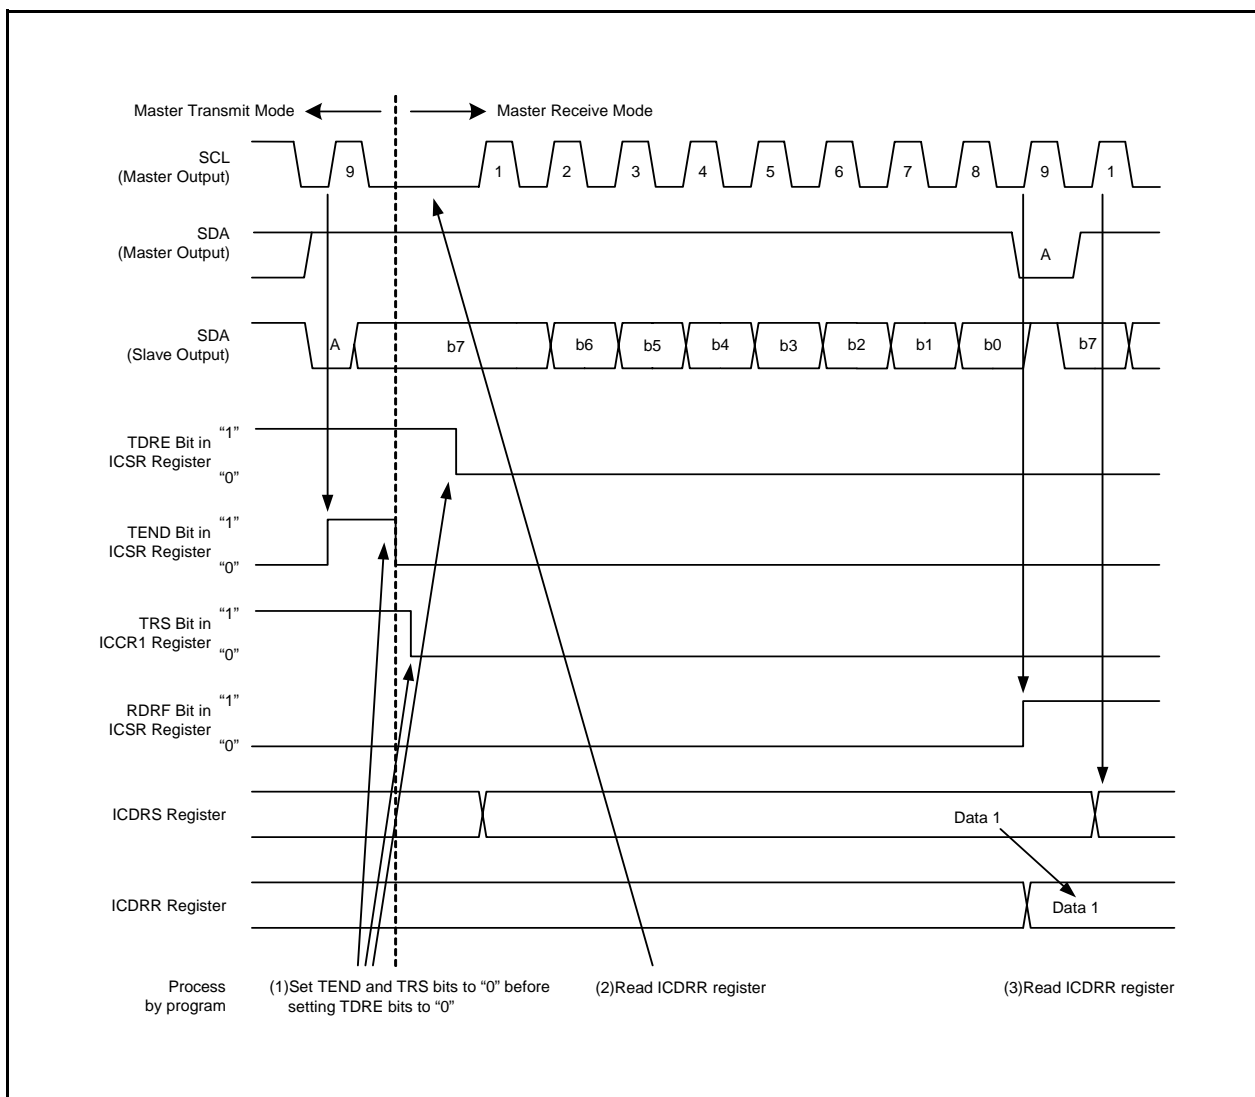 Master Transmit Mode
Master Receive Mode
SCL
(Master Output)
9
1
2
3
4
5
6
7
8
9
1
SDA
(Master Output)
A
SDA
(Slave Output)
A
b7
b6
b5
b4
b3
b2
b1
b0
b7
TDRE Bit in
ICSR Register
“1”
“0”
TEND Bit in
ICSR Register
“1”
“0”
TRS Bit in
ICCR1 Register
“1”
“0”
RDRF Bit in
ICSR Register
“1”
“0”
ICDRS Register
Data 1
ICDRR Register
Data 1
Process
by program
(1)Set TEND and TRS bits to “0” before
setting TDRE bits to “0”
(2)Read ICDRR register
(3)Read ICDRR register